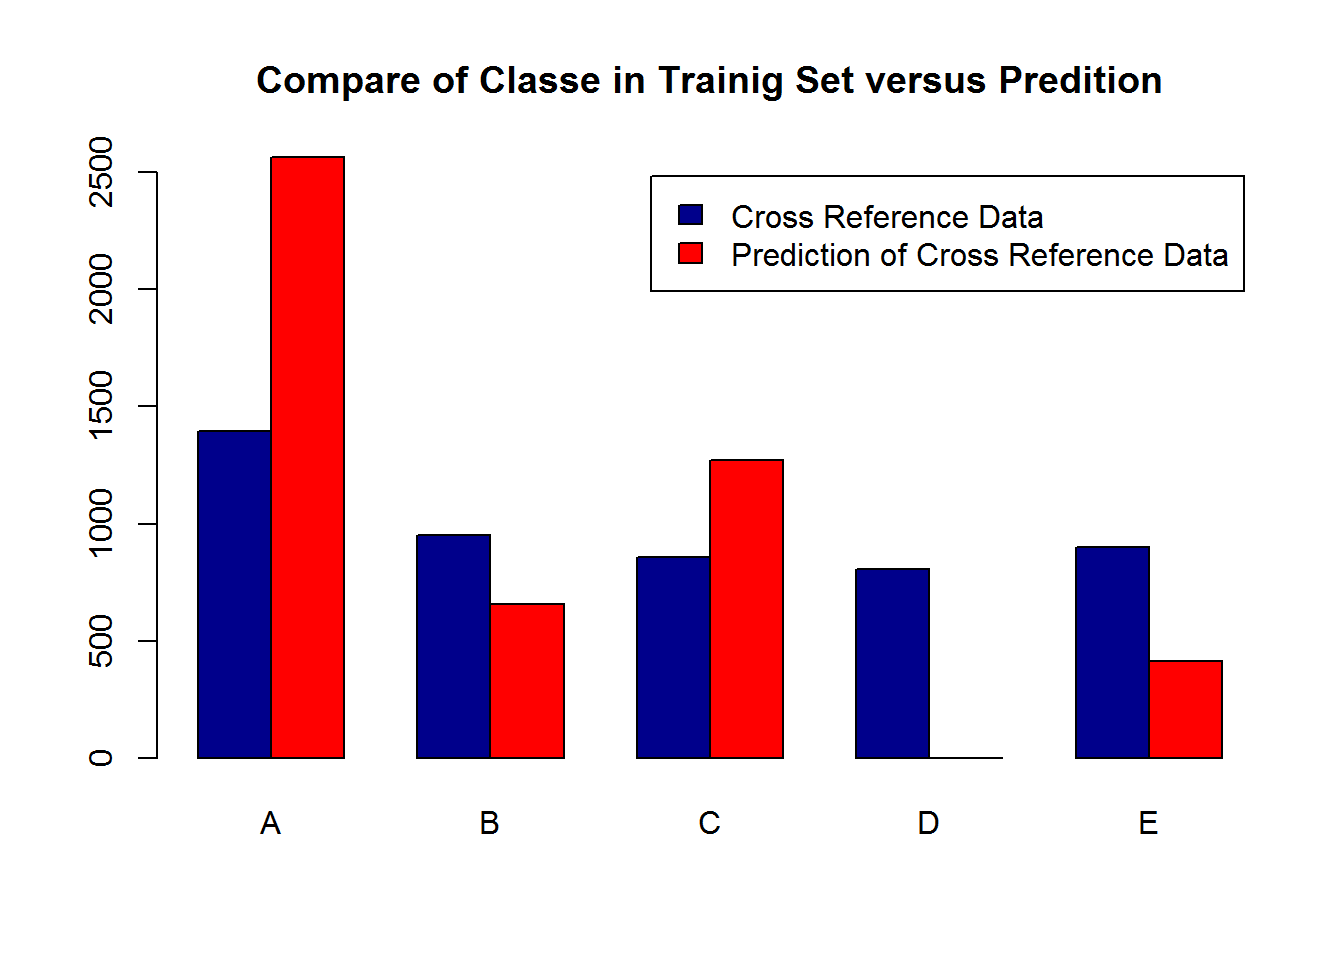 Compare of Classe in Trainig Set versus Predition
2500
2000
1500
1000
500
0
Cross Reference Data
Prediction of Cross Reference Data
A B C D E